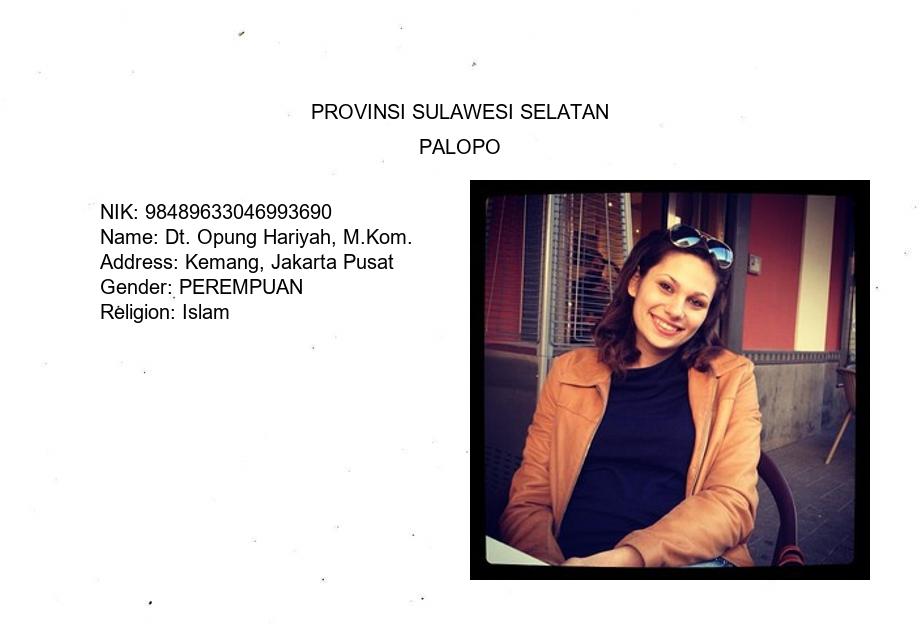 PROVINSI SULAWESI SELATAN
PALOPO
NIK: 98489633046993690
Name: Dt. Opung Hariyah, M.Kom.
Address: Kemang, Jakarta Pusat
Gender: PEREMPUAN
Religion: Islam